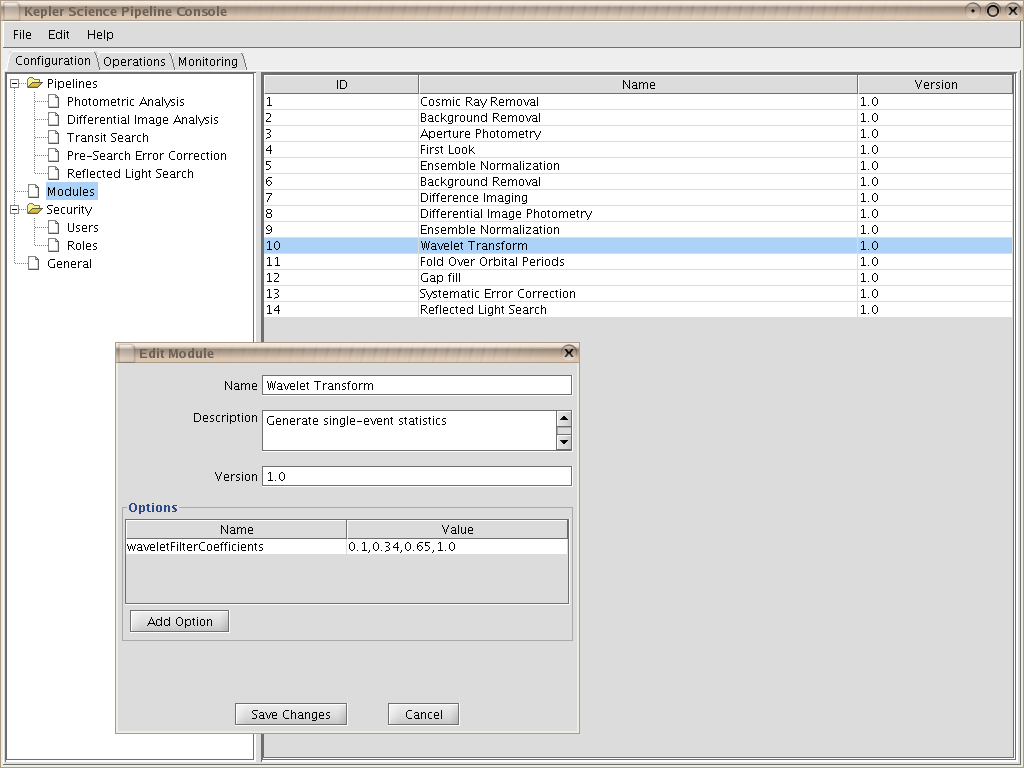 Kepler Science Pipeline Console
File Edit Help
Configuration Operations Monitoring
Pipelines
Photometric Analysis
Differential Image Analysis
Transit Search
Pre-Search Error Correction
Reflected Light Search
Modules
Security
Users
Roles
General
ID Name Version
1 Cosmic Ray Removal 1.0
2 Background Removal 1.0
3 Aperture Photometry 1.0
4 First Look 1.0
5 Ensemble Normalization 1.0
6 Background Removal 1.0
7 Difference Imaging 1.0
8 Differential Image Photometry 1.0
9 Ensemble Normalization 1.0
10 Wavelet Transform 1.0
11 Fold Over Orbital Periods 1.0
12 Gap fill 1.0
13 Systematic Error Correction 1.0
14 Reflected Light Search 1.0
Edit Module
Name Wavelet Transform
Description Generate single-event statistics
Version 1.0
Options
Name Value
waveletFilterCoefficients 0.1,0.34,0.65,1.0
Add Option
Save Changes Cancel